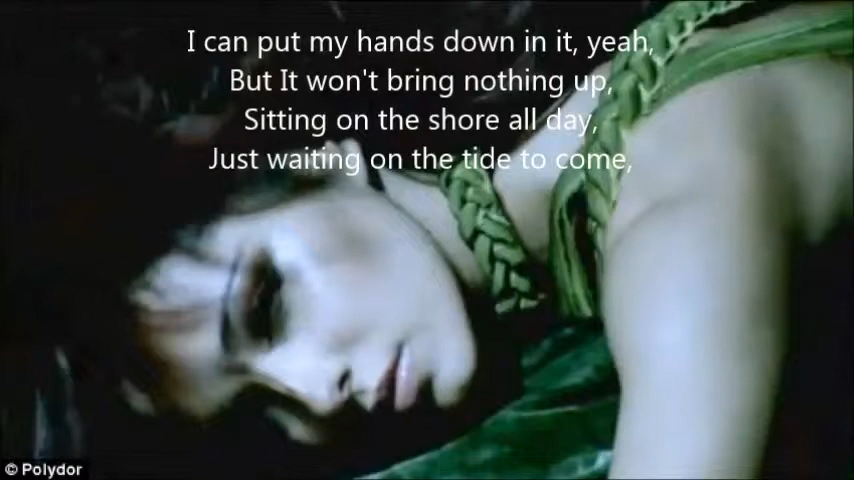 I can put my hands down in it, yeah,
But It won't bring nothing up,
Sitting on the shore all day,
Just waiting on the tide to come,
© Polydor